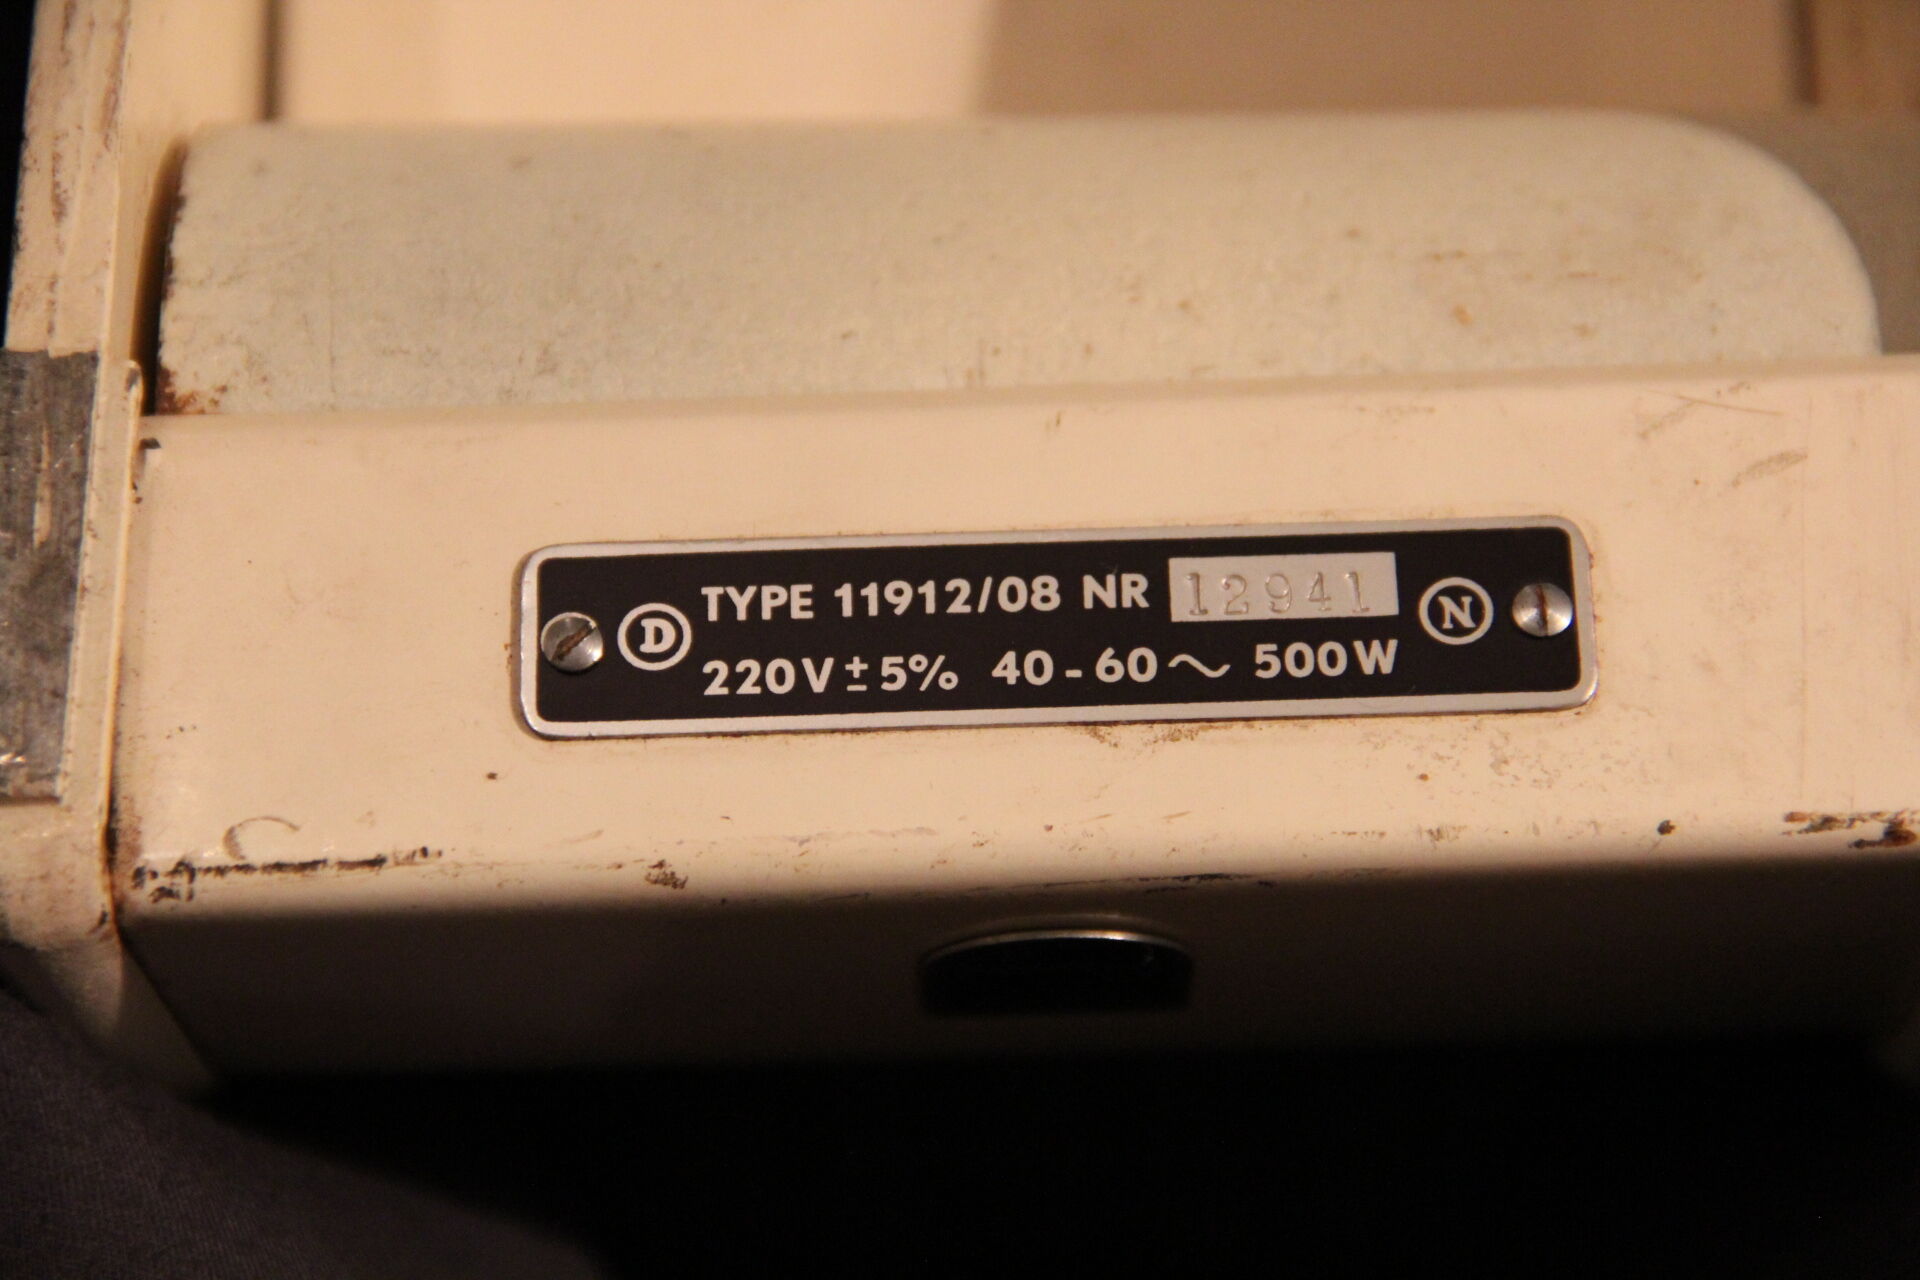 D TYPE 11912/08 NR 12941 N
220V ± 5% 40-60~ 500W